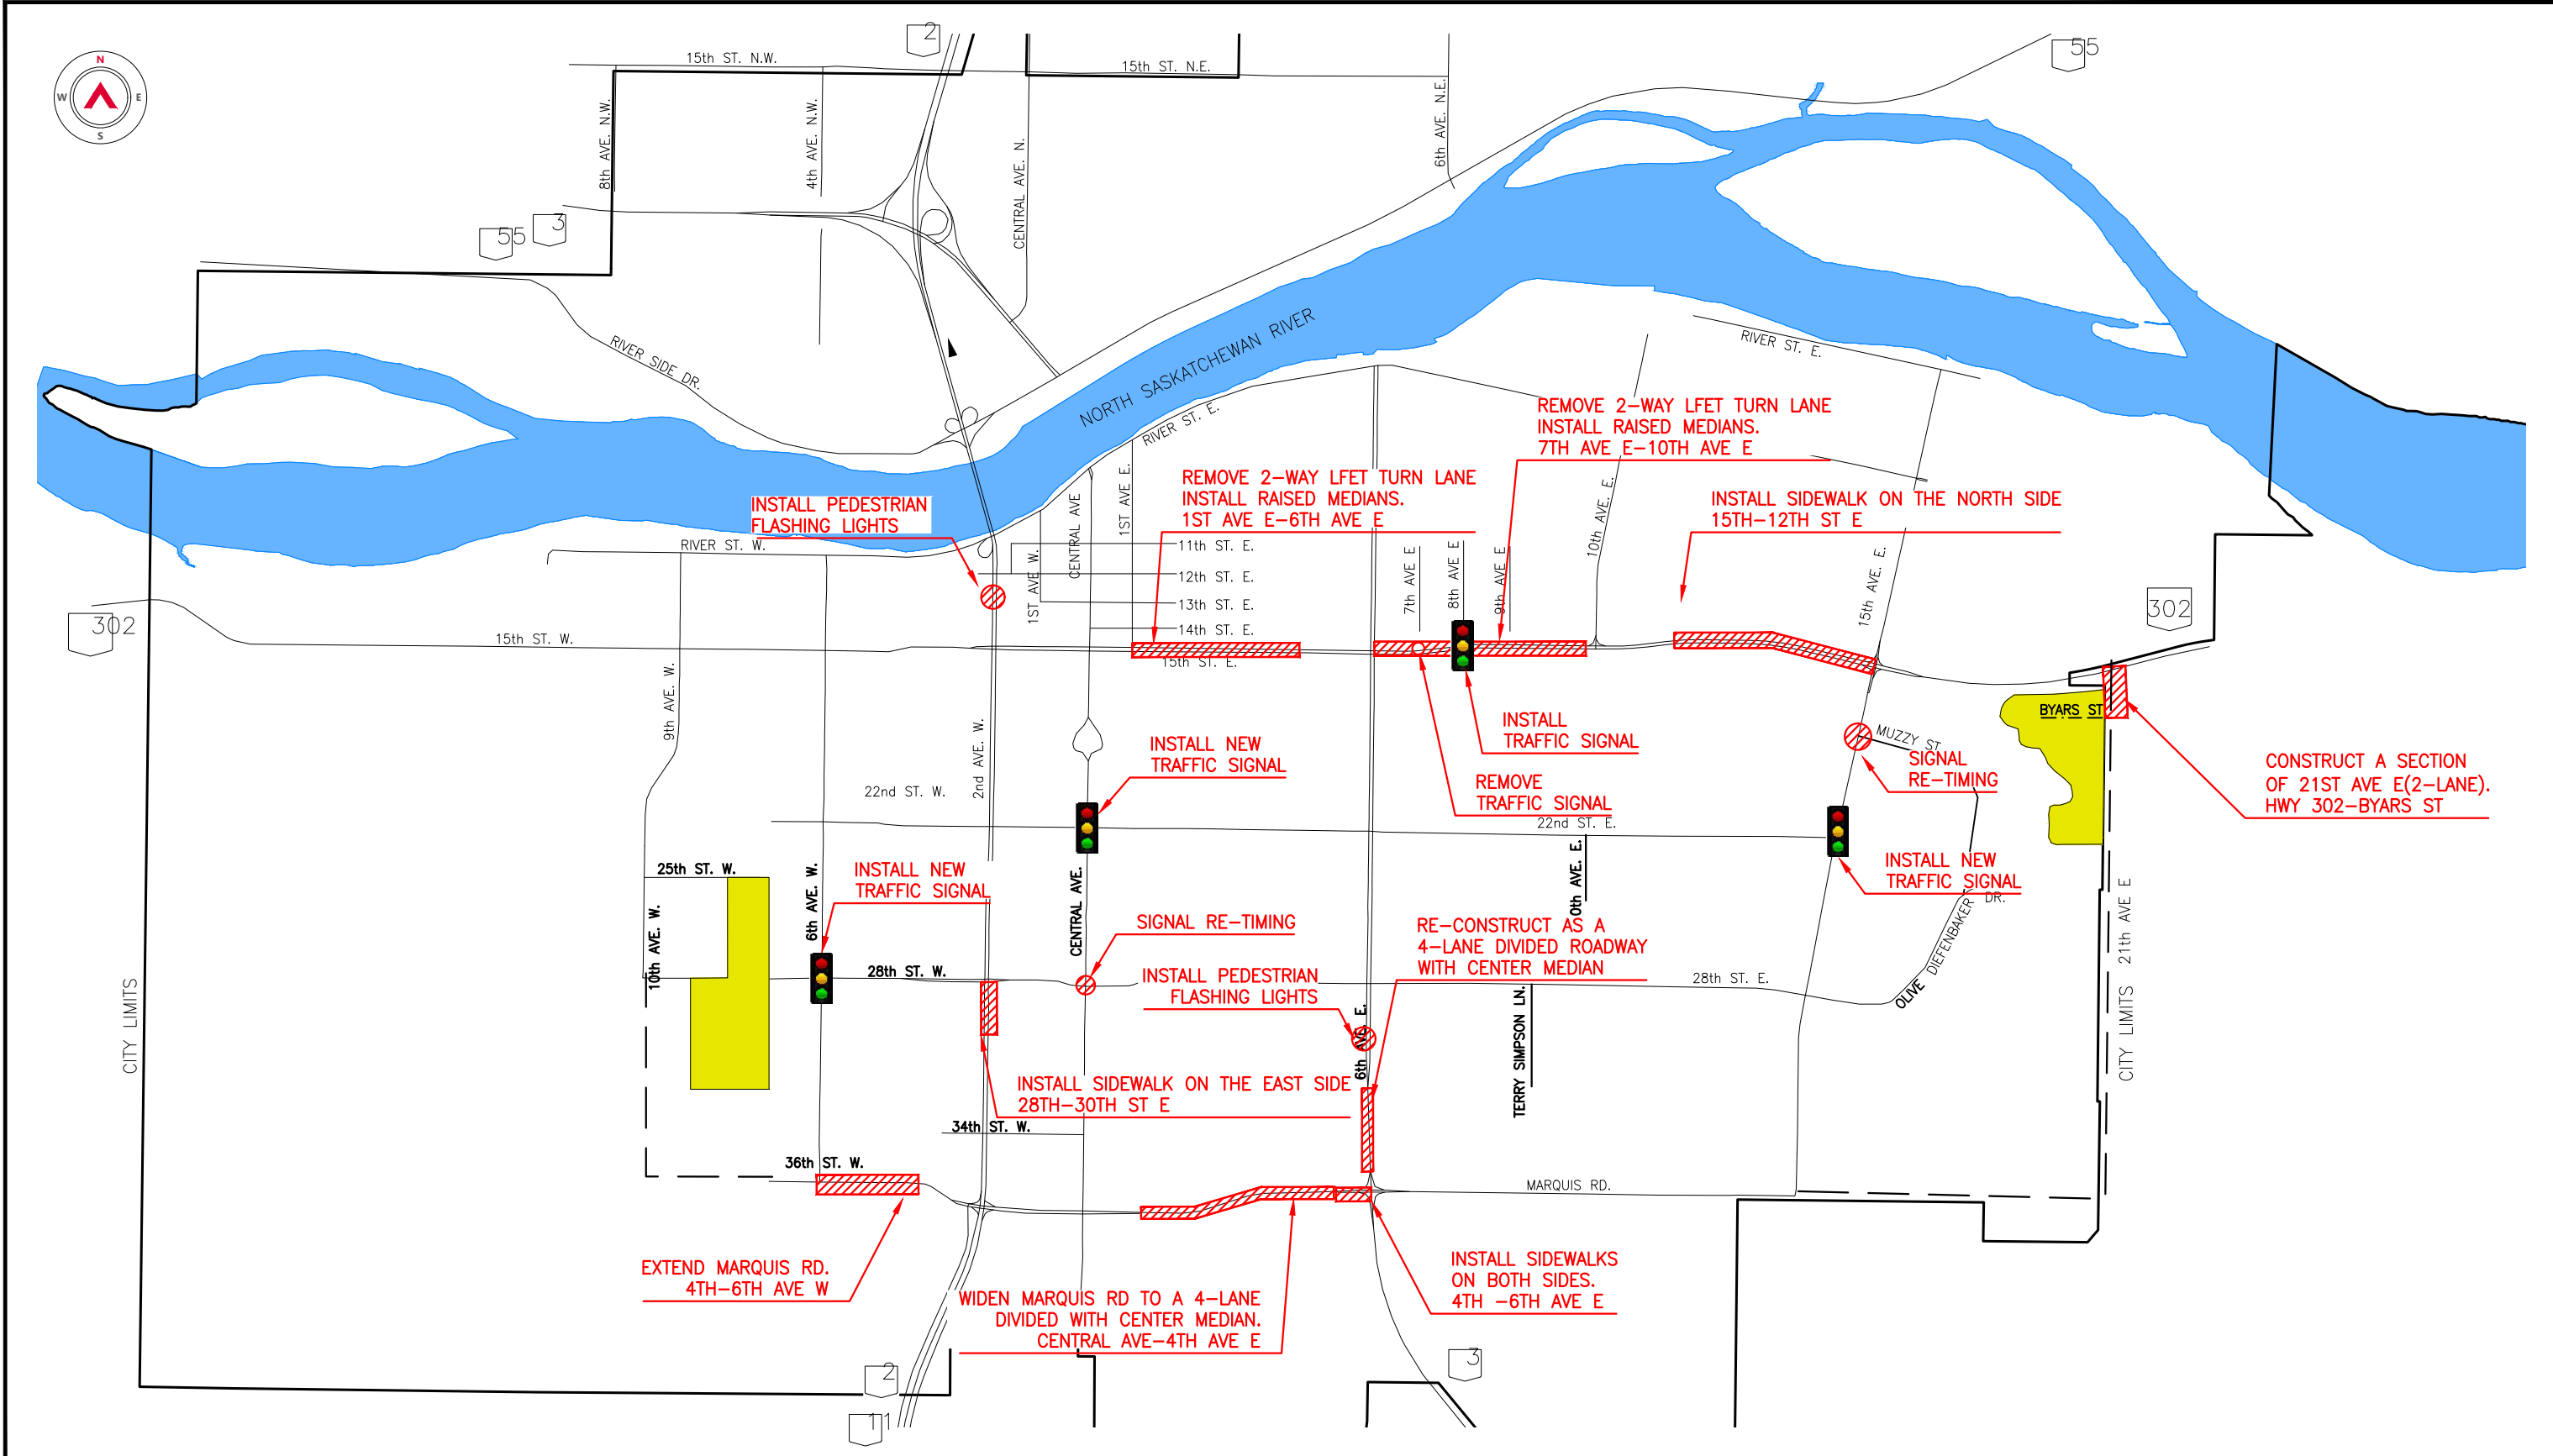 2
55
15th ST. N.W.
15th ST. N.E.
N
W
E
S
8th AVE. N.W.
4th AVE. N.W.
CENTRAL AVE. N.
6th AVE. N.E.
3
55
RIVER SIDE DR.
NORTH SASKATCHEWAN RIVER
RIVER ST. E.
RIVER ST. E.
REMOVE 2-WAY LFET TURN LANE
INSTALL RAISED MEDIANS.
7TH AVE E-10TH AVE E
REMOVE 2-WAY LFET TURN LANE
INSTALL RAISED MEDIANS.
1ST AVE E-6TH AVE E
INSTALL SIDEWALK ON THE NORTH SIDE
15TH-12TH ST E
INSTALL PEDESTRIAN
FLASHING LIGHTS
RIVER ST. W.
1ST AVE W.
CENTRAL AVE
1ST AVE E.
11th ST. E.
12th ST. E.
13th ST. E.
14th ST. E.
15th ST. E.
7th AVE E
8th AVE E
9th AVE E
10th AVE. E.
15th AVE. E.
302
302
15th ST. W.
9th AVE. W.
2nd AVE. W.
INSTALL NEW
TRAFFIC SIGNAL
INSTALL
TRAFFIC SIGNAL
REMOVE
TRAFFIC SIGNAL
MUZZY ST
SIGNAL
RE-TIMING
BYARS ST
CONSTRUCT A SECTION
OF 21ST AVE E(2-LANE).
HWY 302-BYARS ST
22nd ST. W.
22nd ST. E.
0th AVE. E.
INSTALL NEW
TRAFFIC SIGNAL
25th ST. W.
10th AVE. W.
6th AVE. W.
INSTALL NEW
TRAFFIC SIGNAL
CENTRAL AVE.
SIGNAL RE-TIMING
RE-CONSTRUCT AS A
4-LANE DIVIDED ROADWAY
WITH CENTER MEDIAN
28th ST. W.
INSTALL PEDESTRIAN
FLASHING LIGHTS
6th AVE. E.
28th ST. E.
OLIVE DIEFENBAKER DR.
CITY LIMITS
CITY LIMITS 21th AVE E
TERRY SIMPSON LN.
INSTALL SIDEWALK ON THE EAST SIDE
28TH-30TH ST E
34th ST. W.
36th ST. W.
MARQUIS RD.
EXTEND MARQUIS RD.
4TH-6TH AVE W
WIDEN MARQUIS RD TO A 4-LANE
DIVIDED WITH CENTER MEDIAN.
CENTRAL AVE-4TH AVE E
INSTALL SIDEWALKS
ON BOTH SIDES.
4TH -6TH AVE E
2
11
3